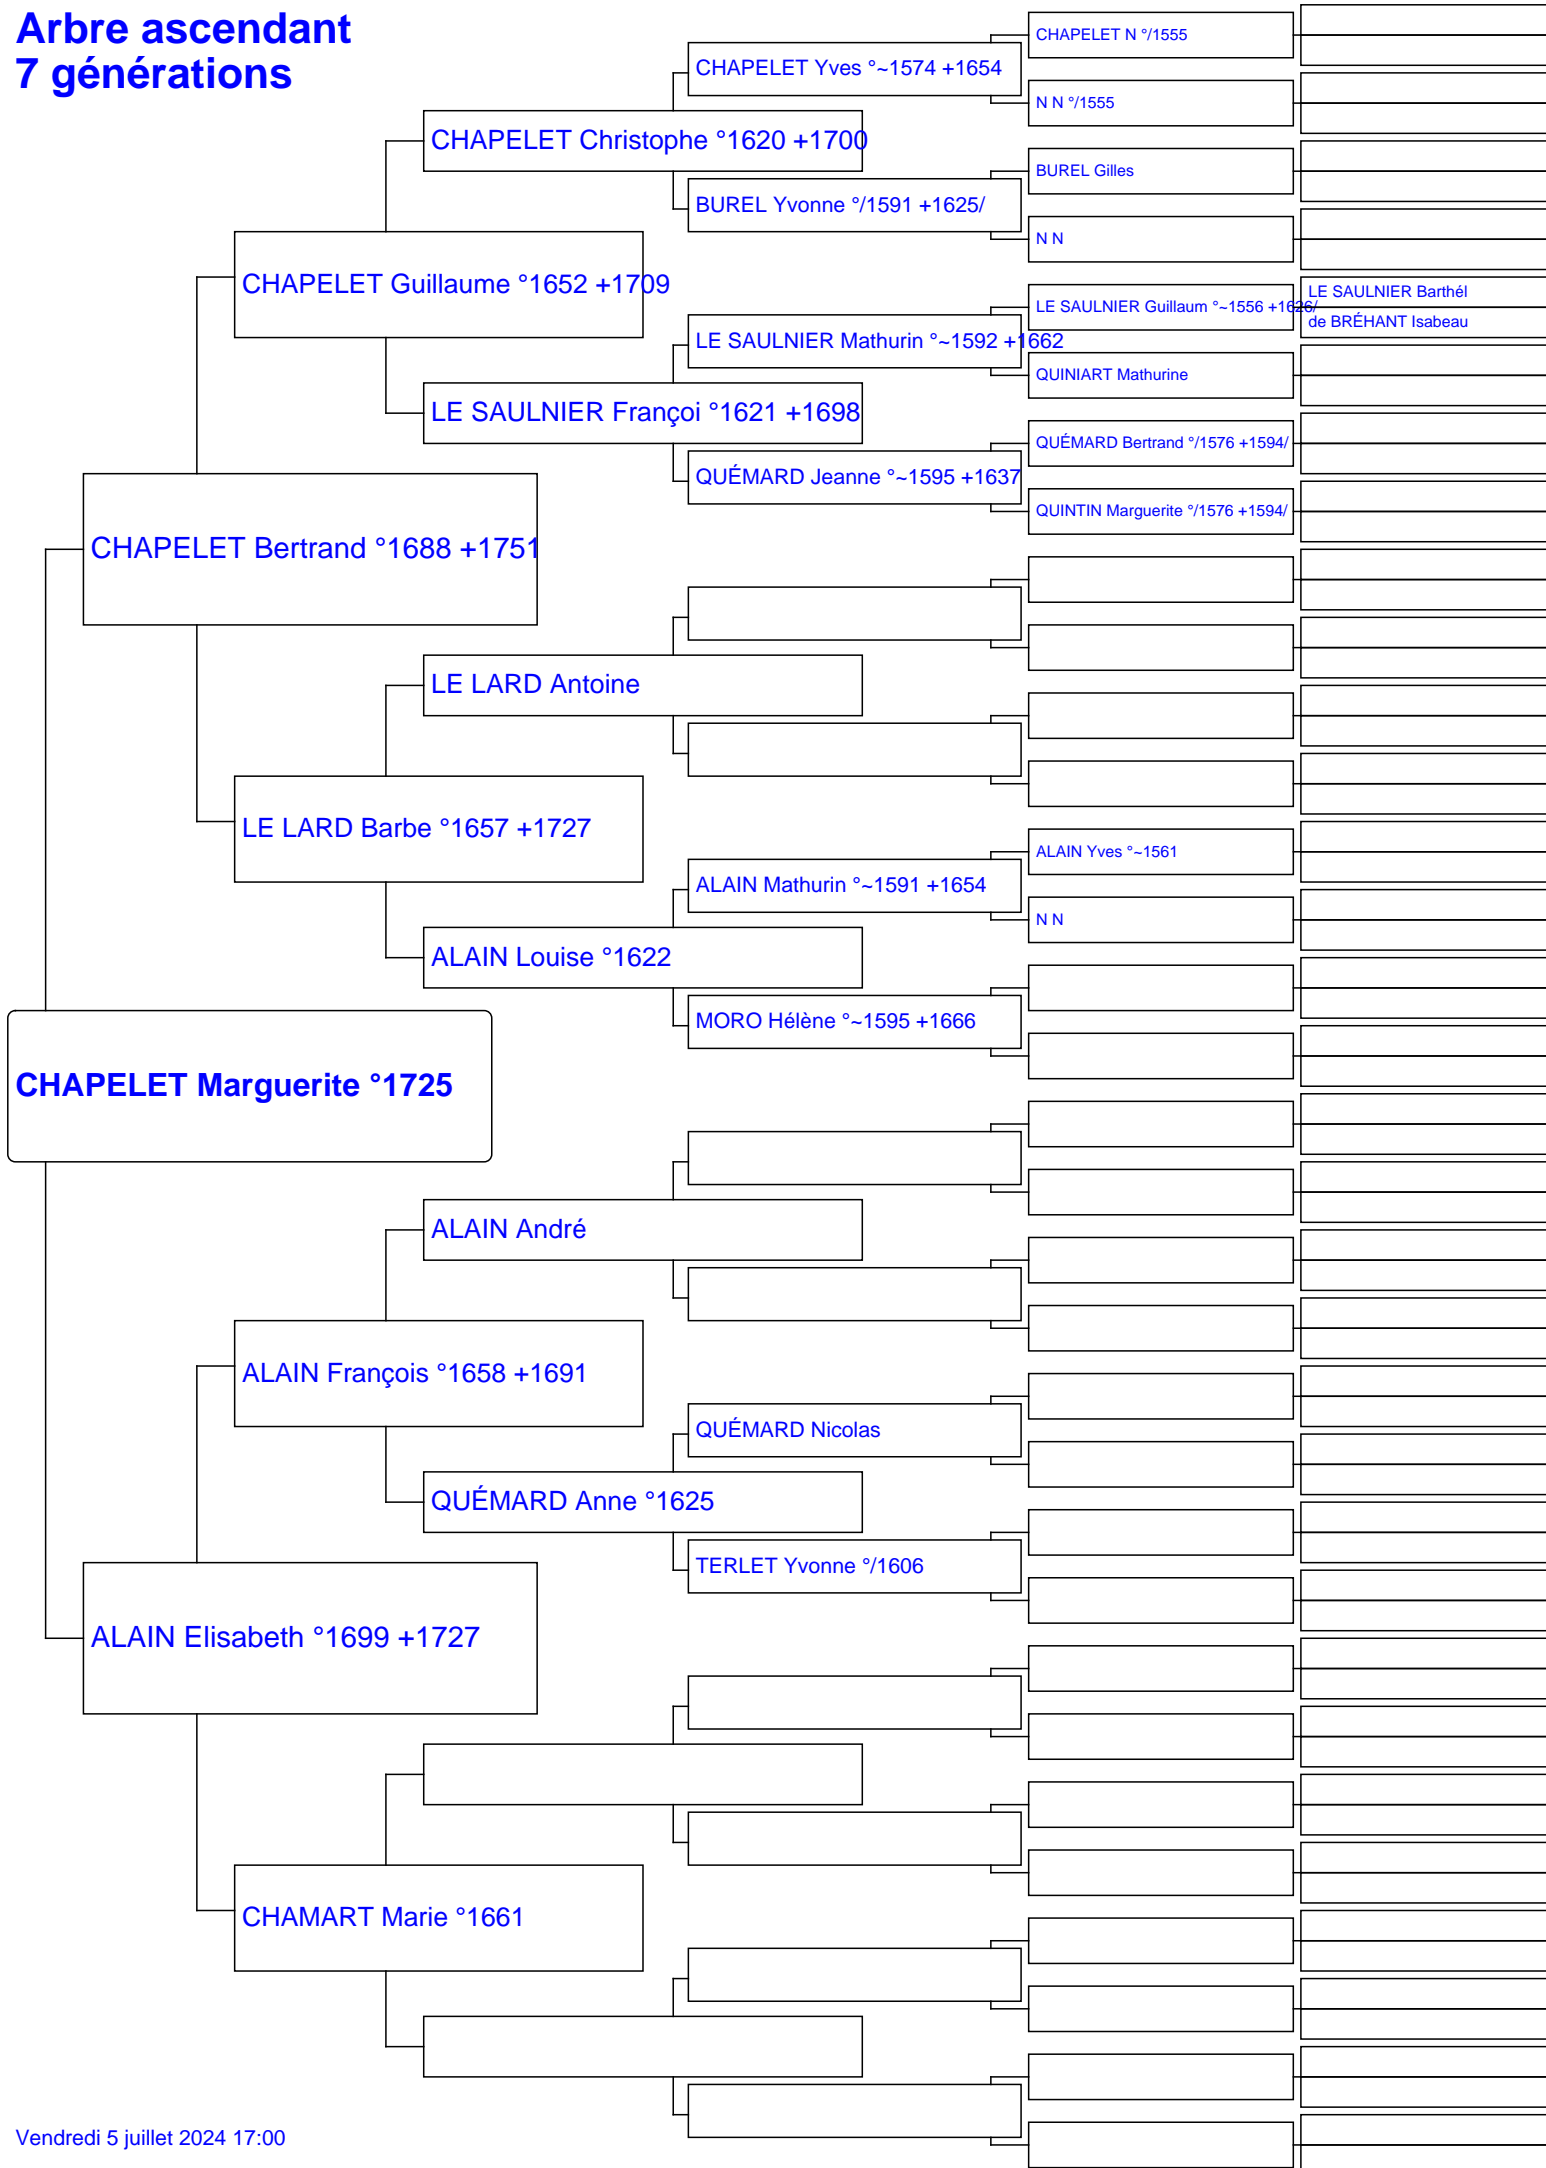 Arbre ascendant
7 générations
CHAPELET N °/1555
CHAPELET Yves °~1574 +1654
N N °/1555
CHAPELET Christophe °1620 +1700
BUREL Gilles
BUREL Yvonne °/1591 +1625/
N N
CHAPELET Guillaume °1652 +1709
LE SAULNIER Barthél
LE SAULNIER Guillaum °~1556 +1626/
de BRÉHANT Isabeau
LE SAULNIER Mathurin °~1592 +1662
QUINIART Mathurine
LE SAULNIER Françoi °1621 +1698
QUÉMARD Bertrand °/1576 +1594/
QUÉMARD Jeanne °~1595 +1637
QUINTIN Marguerite °/1576 +1594/
CHAPELET Bertrand °1688 +1751
LE LARD Antoine
LE LARD Barbe °1657 +1727
ALAIN Yves °~1561
ALAIN Mathurin °~1591 +1654
N N
ALAIN Louise °1622
MORO Hélène °~1595 +1666
CHAPELET Marguerite °1725
ALAIN André
ALAIN François °1658 +1691
QUÉMARD Nicolas
QUÉMARD Anne °1625
TERLET Yvonne °/1606
ALAIN Elisabeth °1699 +1727
CHAMART Marie °1661
Vendredi 5 juillet 2024 17:00